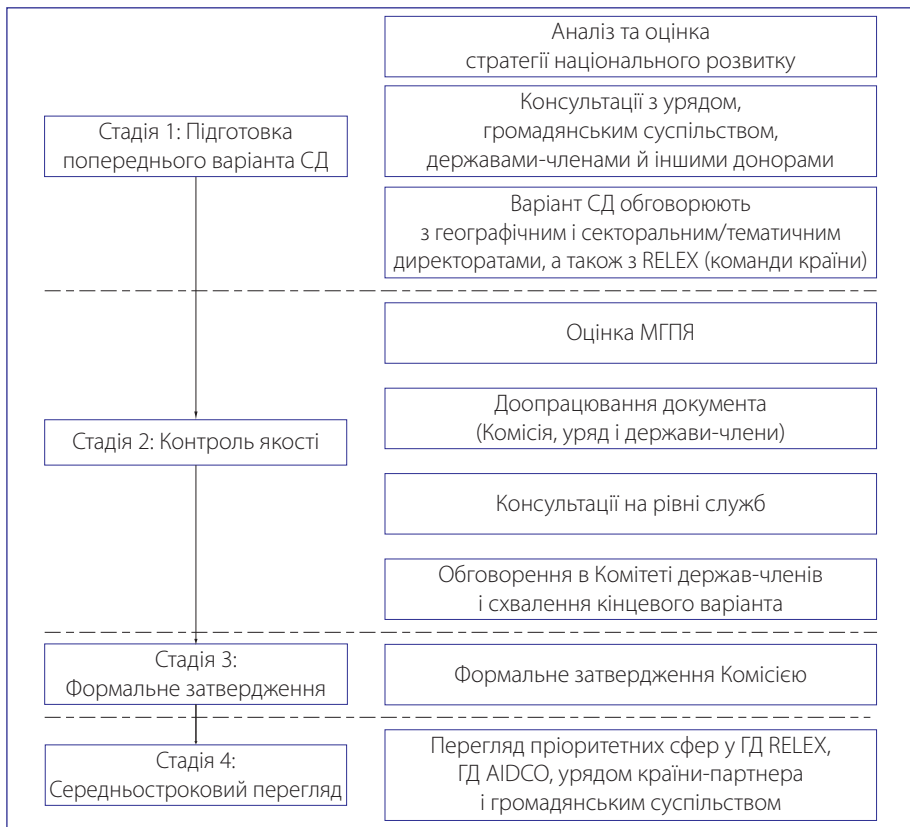 Стадія 1: Підготовка
попереднього варіанта СД
Аналіз та оцінка
стратегії національного розвитку
Консультації з урядом,
громадянським суспільством,
державами-членами й іншими донорами
Варіант СД обговорюють
з географічним і секторальним/тематичним
директоратами, а також з RELEX (команди країни)
Стадія 2: Контроль якості
Оцінка МГПЯ
Доопрацювання документа
(Комісія, уряд і держави-члени)
Консультації на рівні служб
Обговорення в Комітеті держав-членів
і схвалення кінцевого варіанта
Стадія 3:
Формальне затвердження
Формальне затвердження Комісією
Стадія 4:
Середньостроковий перегляд
Перегляд пріоритетних сфер у ГД RELEX,
ГД AIDCO, урядом країни-партнера
і громадянським суспільством